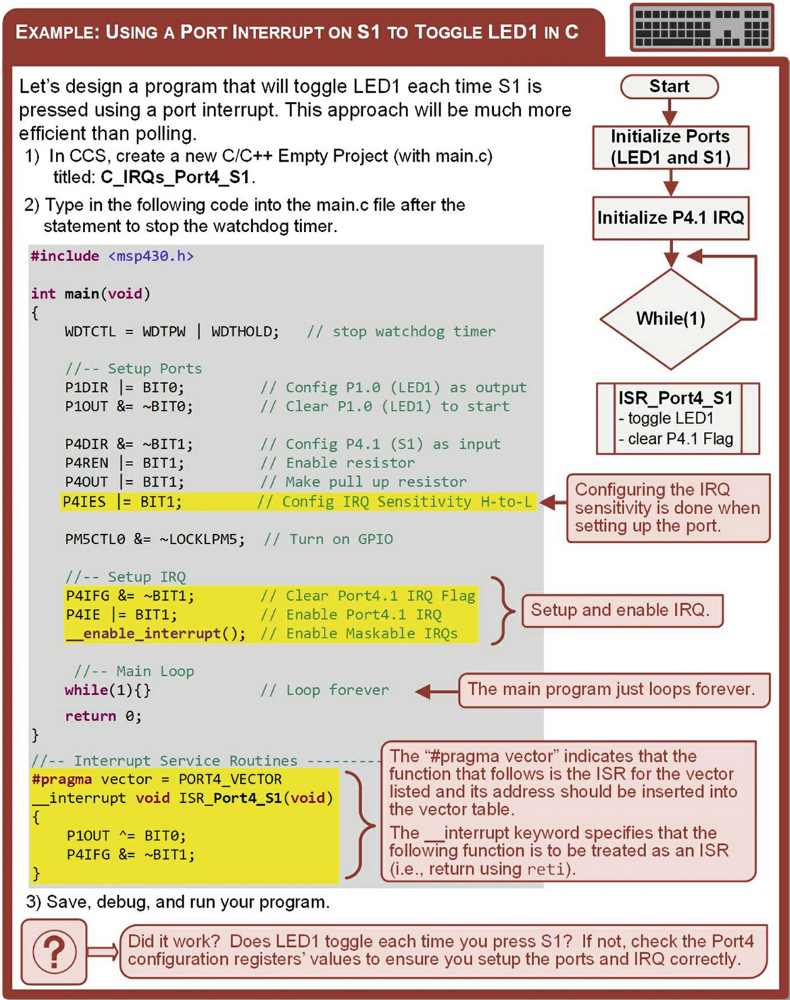 EXAMPLE: USING A PORT INTERRUPT ON S1 TO TOGGLE LED1 IN C
Let's design a program that will toggle LED1 each time S1 is
pressed using a port interrupt. This approach will be much more
efficient than polling.
1) In CCS, create a new C/C++ Empty Project (with main.c)
titled: C_IRQs_Port4_S1.
2) Type in the following code into the main.c file after the
statement to stop the watchdog timer.
#include <msp430.h>
int main(void)
{
WDTCTL = WDTPW | WDTHOLD; // stop watchdog timer
//-- Setup Ports
P1DIR |= BIT0; // Config P1.0 (LED1) as output
P1OUT &= ~BIT0; // Clear P1.0 (LED1) to start
P4DIR &= ~BIT1; // Config P4.1 (S1) as input
P4REN |= BIT1; // Enable resistor
P4OUT |= BIT1; // Make pull up resistor
P4IES |= BIT1; // Config IRQ Sensitivity H-to-L
PM5CTL0 &= ~LOCKLPM5; // Turn on GPIO
//-- Setup IRQ
P4IFG &= ~BIT1; // Clear Port4.1 IRQ Flag
P4IE |= BIT1; // Enable Port4.1 IRQ
__enable_interrupt(); // Enable Maskable IRQs
//-- Main Loop
while(1){} // Loop forever
return 0;
}
//-- Interrupt Service Routines ---------
#pragma vector = PORT4_VECTOR
__interrupt void ISR_Port4_S1(void)
{
P1OUT ^= BIT0;
P4IFG &= ~BIT1;
}
Start
Initialize Ports
(LED1 and S1)
Initialize P4.1 IRQ
While(1)
ISR_Port4_S1
- toggle LED1
- clear P4.1 Flag
Configuring the IRQ
sensitivity is done when
setting up the port.
Setup and enable IRQ.
The main program just loops forever.
The "#pragma vector" indicates that the
function that follows is the ISR for the vector
listed and its address should be inserted into
the vector table.
The __interrupt keyword specifies that the
following function is to be treated as an ISR
(i.e., return using reti).
3) Save, debug, and run your program.
?
Did it work? Does LED1 toggle each time you press S1? If not, check the Port4
configuration registers' values to ensure you setup the ports and IRQ correctly.